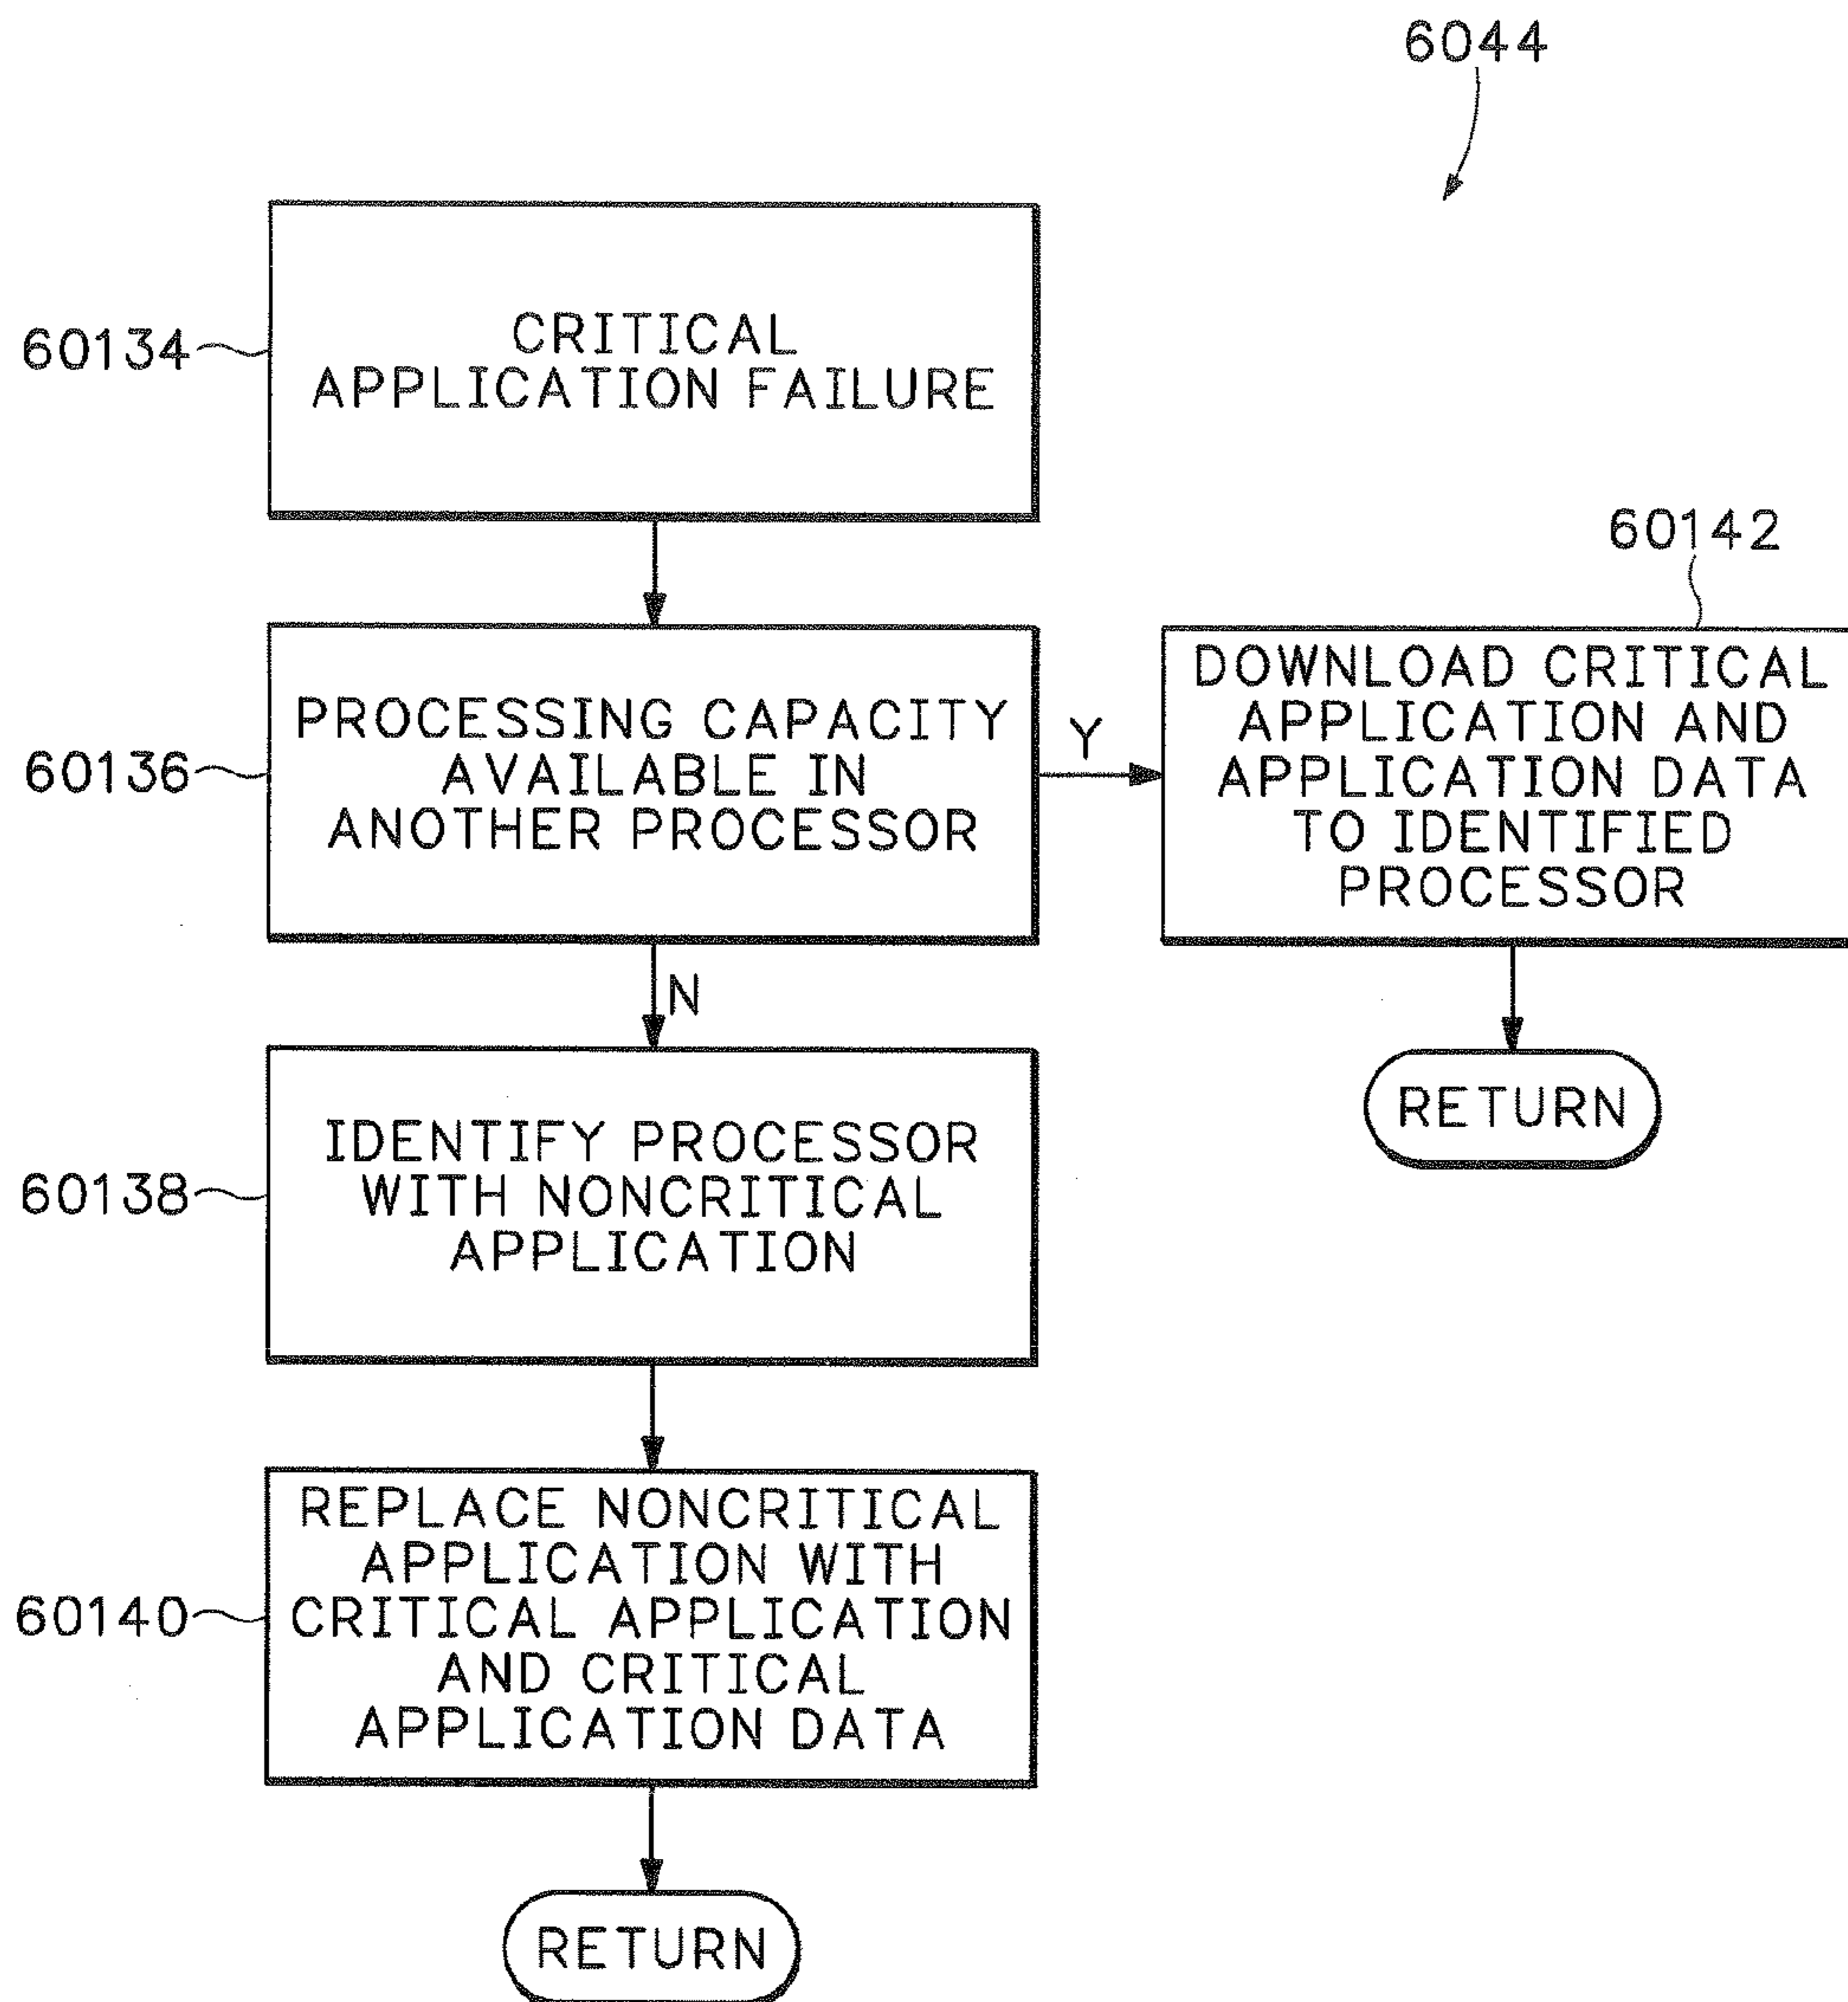 6044
60134
CRITICAL
APPLICATION FAILURE
60136
PROCESSING CAPACITY
AVAILABLE IN
ANOTHER PROCESSOR
Y
60142
DOWNLOAD CRITICAL
APPLICATION AND
APPLICATION DATA
TO IDENTIFIED
PROCESSOR
RETURN
N
60138
IDENTIFY PROCESSOR
WITH NONCRITICAL
APPLICATION
60140
REPLACE NONCRITICAL
APPLICATION WITH
CRITICAL APPLICATION
AND CRITICAL
APPLICATION DATA
RETURN